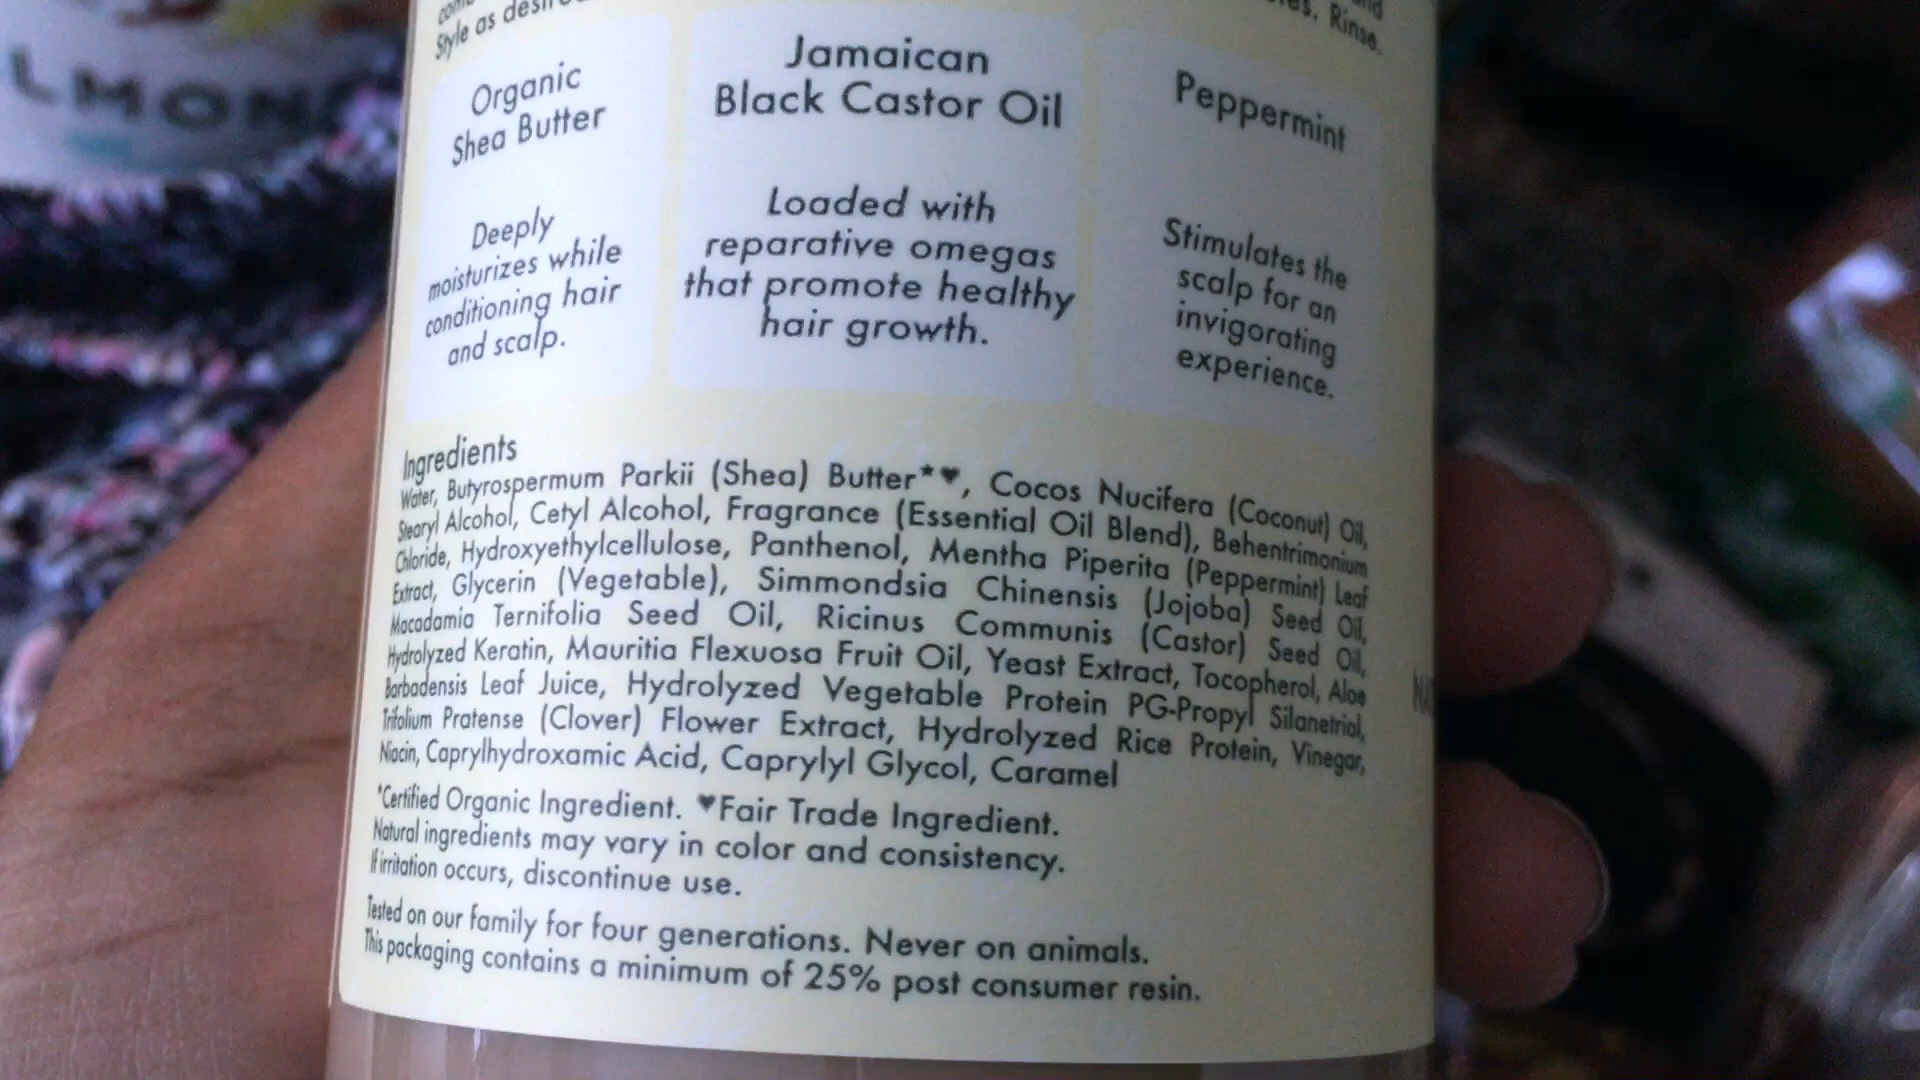 LMON
Style as desired
Rinse.
Organic
Shea Butter
Deeply
moisturizes while
conditioning hair
and scalp.
Jamaican
Black Castor Oil
Loaded with
reparative omegas
that promote healthy
hair growth.
Peppermint
Stimulates the
scalp for an
invigorating
experience.
Ingredients
Water, Butyrospermum Parkii (Shea) Butter*♥, Cocos Nucifera (Coconut) Oil,
Stearyl Alcohol, Cetyl Alcohol, Fragrance (Essential Oil Blend), Behentrimonium
Chloride, Hydroxyethylcellulose, Panthenol, Mentha Piperita (Peppermint) Leaf
Extract, Glycerin (Vegetable), Simmondsia Chinensis (Jojoba) Seed Oil,
Macadamia Ternifolia Seed Oil, Ricinus Communis (Castor) Seed Oil,
Hydrolyzed Keratin, Mauritia Flexuosa Fruit Oil, Yeast Extract, Tocopherol, Aloe
Barbadensis Leaf Juice, Hydrolyzed Vegetable Protein PG-Propyl Silanetriol,
Trifolium Pratense (Clover) Flower Extract, Hydrolyzed Rice Protein, Vinegar,
Niacin, Caprylhydroxamic Acid, Caprylyl Glycol, Caramel
*Certified Organic Ingredient. ♥Fair Trade Ingredient.
Natural ingredients may vary in color and consistency.
If irritation occurs, discontinue use.
Tested on our family for four generations. Never on animals.
This packaging contains a minimum of 25% post consumer resin.